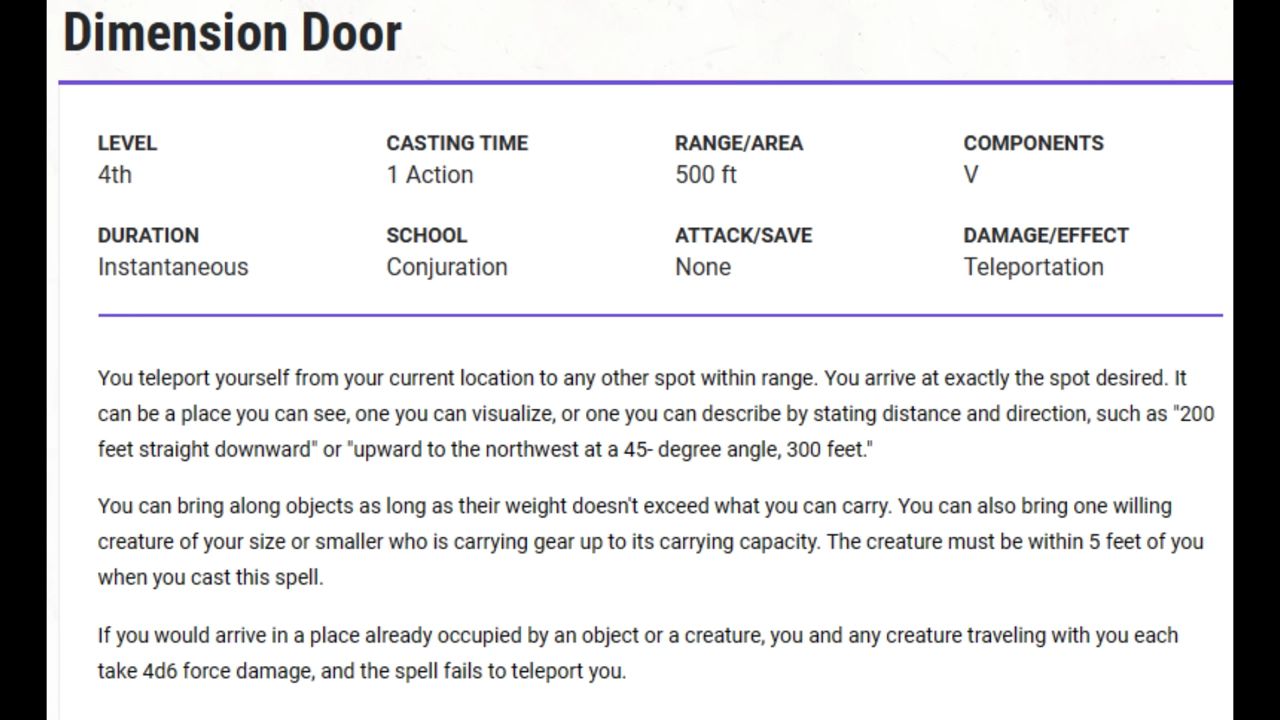 Dimension Door
LEVEL CASTING TIME RANGE/AREA COMPONENTS
4th 1 Action 500 ft V
DURATION SCHOOL ATTACK/SAVE DAMAGE/EFFECT
Instantaneous Conjuration None Teleportation
You teleport yourself from your current location to any other spot within range. You arrive at exactly the spot desired. It
can be a place you can see, one you can visualize, or one you can describe by stating distance and direction, such as "200
feet straight downward" or "upward to the northwest at a 45- degree angle, 300 feet."
You can bring along objects as long as their weight doesn't exceed what you can carry. You can also bring one willing
creature of your size or smaller who is carrying gear up to its carrying capacity. The creature must be within 5 feet of you
when you cast this spell.
If you would arrive in a place already occupied by an object or a creature, you and any creature traveling with you each
take 4d6 force damage, and the spell fails to teleport you.